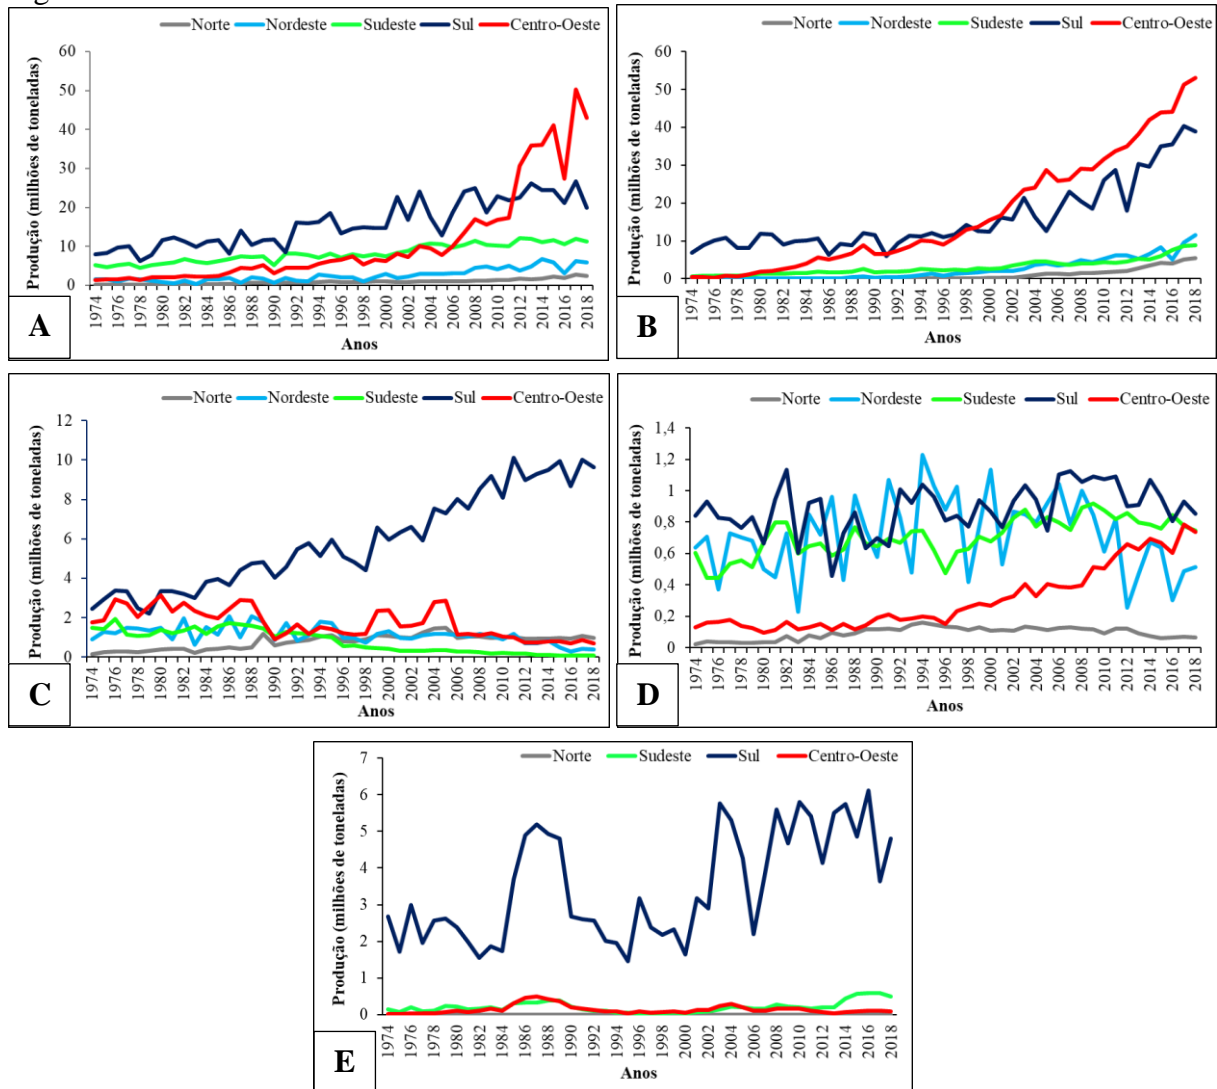 Norte Nordeste Sudeste Sul Centro-Oeste
Produção (milhões de toneladas)
60
50
40
30
20
10
0
1974 1976 1978 1980 1982 1984 1986 1988 1990 1992 1994 1996 1998 2000 2002 2004 2006 2008 2010 2012 2014 2016 2018
Anos
A
Norte Nordeste Sudeste Sul Centro-Oeste
Produção (milhões de toneladas)
60
50
40
30
20
10
0
1974 1976 1978 1980 1982 1984 1986 1988 1990 1992 1994 1996 1998 2000 2002 2004 2006 2008 2010 2012 2014 2016 2018
Anos
B
Norte Nordeste Sudeste Sul Centro-Oeste
Produção (milhões de toneladas)
12
10
8
6
4
2
0
1974 1976 1978 1980 1982 1984 1986 1988 1990 1992 1994 1996 1998 2000 2002 2004 2006 2008 2010 2012 2014 2016 2018
Anos
C
Norte Nordeste Sudeste Sul Centro-Oeste
Produção (milhões de toneladas)
1,4
1,2
1
0,8
0,6
0,4
0,2
0
1974 1976 1978 1980 1982 1984 1986 1988 1990 1992 1994 1996 1998 2000 2002 2004 2006 2008 2010 2012 2014 2016 2018
Anos
D
Norte Sudeste Sul Centro-Oeste
Produção (milhões de toneladas)
7
6
5
4
3
2
1
0
1974 1976 1978 1980 1982 1984 1986 1988 1990 1992 1994 1996 1998 2000 2002 2004 2006 2008 2010 2012 2014 2016 2018
Anos
E